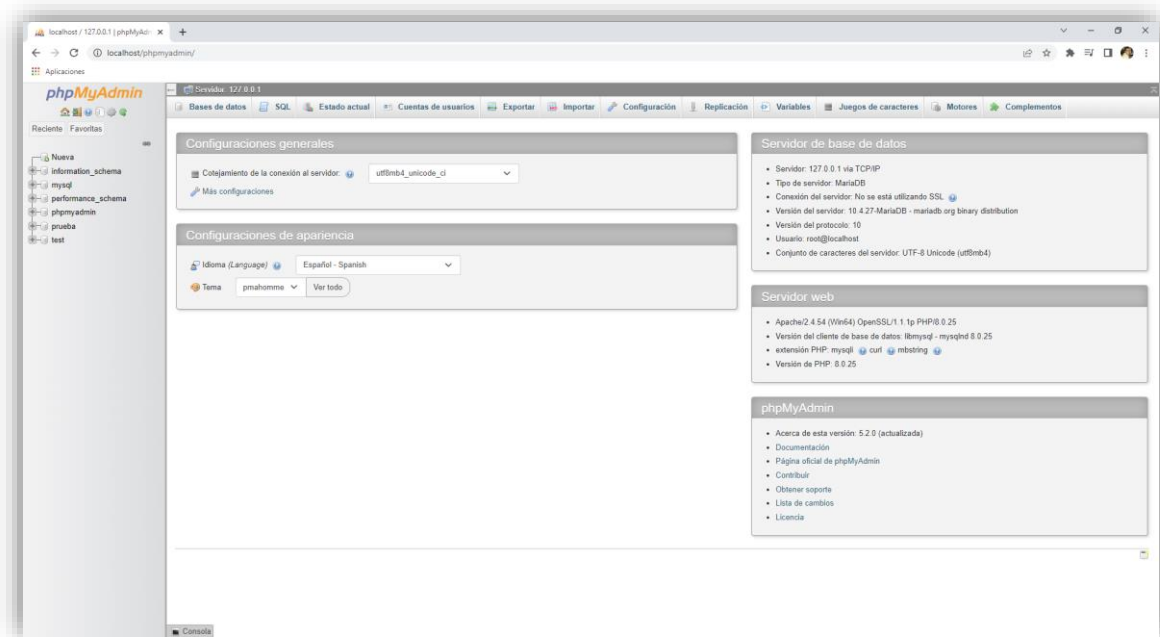 localhost / 127.0.0.1 | phpMyAdr
localhost/phpmyadmin/
Aplicaciones
phpMyAdmin
Reciente Favoritas
Nueva
information_schema
mysql
performance_schema
phpmyadmin
prueba
test
Servidor: 127.0.0.1
Bases de datos SQL Estado actual Cuentas de usuarios Exportar Importar Configuración Replicación Variables Juegos de caracteres Motores Complementos
Configuraciones generales
Cotejamiento de la conexión al servidor: utf8mb4_unicode_ci
Más configuraciones
Configuraciones de apariencia
Idioma (Language) Español - Spanish
Tema pmahomme Ver todo
Servidor de base de datos
• Servidor: 127.0.0.1 via TCP/IP
• Tipo de servidor: MariaDB
• Conexión del servidor: No se está utilizando SSL
• Versión del servidor: 10.4.27-MariaDB - mariadb.org binary distribution
• Versión del protocolo: 10
• Usuario: root@localhost
• Conjunto de caracteres del servidor: UTF-8 Unicode (utf8mb4)
Servidor web
• Apache/2.4.54 (Win64) OpenSSL/1.1.1p PHP/8.0.25
• Versión del cliente de base de datos: libmysql - mysqlnd 8.0.25
• extensión PHP: mysqli curl mbstring
• Versión de PHP: 8.0.25
phpMyAdmin
• Acerca de esta versión: 5.2.0 (actualizada)
• Documentación
• Página oficial de phpMyAdmin
• Contribuir
• Obtener soporte
• Lista de cambios
• Licencia
Consola